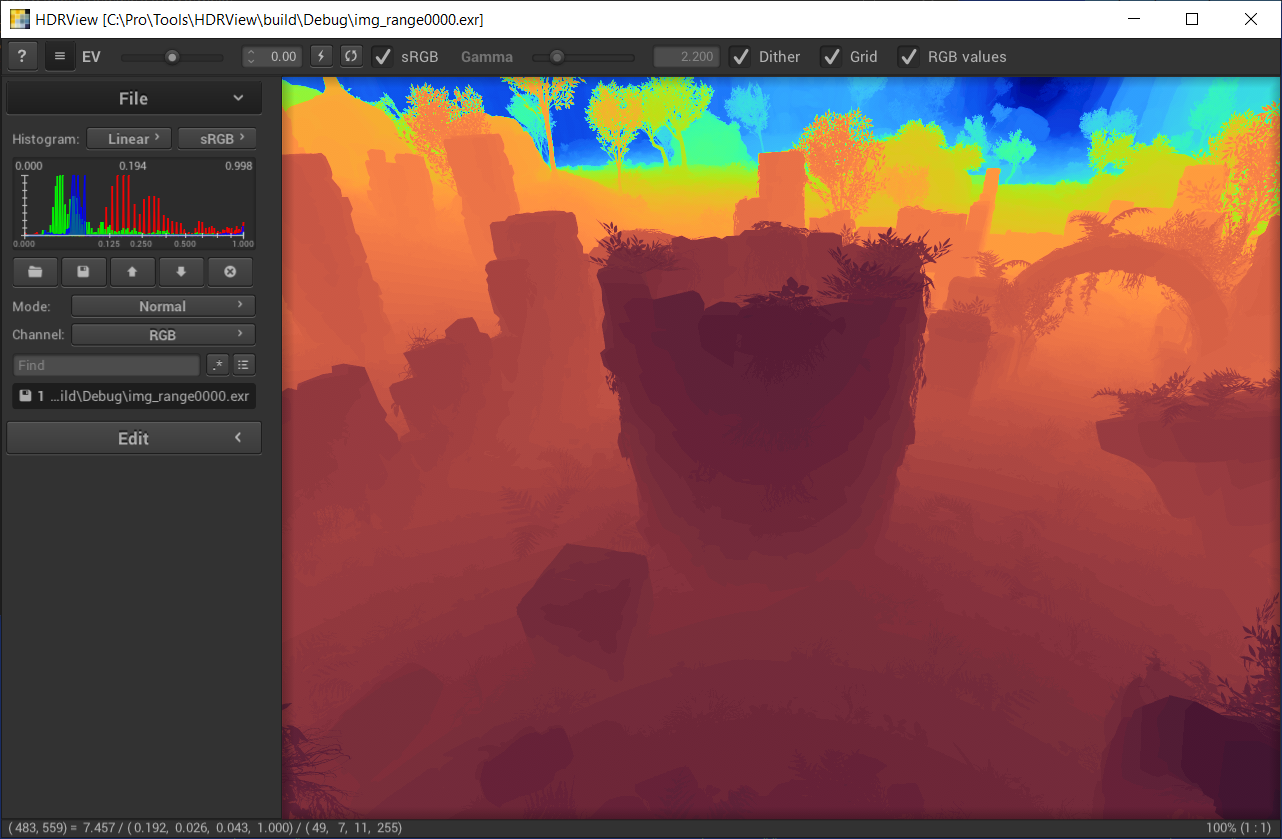 HDRView [C:\Pro\Tools\HDRView\build\Debug\img_range0000.exr]
? EV 0.00 sRGB Gamma 2.200 Dither Grid RGB values
File
Histogram: Linear sRGB
0.000 0.194 0.998
0.000 0.125 0.250 0.500 1.000
Mode: Normal
Channel: RGB
Find .*
1 ...ild\Debug\img_range0000.exr
Edit
( 483, 559) = 7.457 / ( 0.192, 0.026, 0.043, 1.000) / ( 49, 7, 11, 255) 100% (1 : 1)